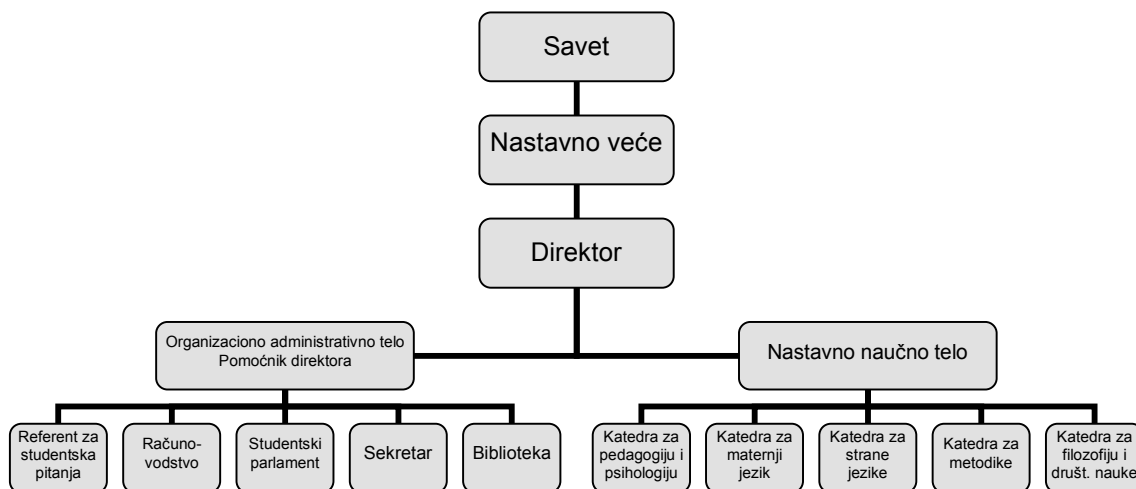 Savet
Nastavno veće
Direktor
Organizaciono administrativno telo
Pomoćnik direktora
Nastavno naučno telo
Referent za
studentska
pitanja
Računo-
vodstvo
Studentski
parlament
Sekretar
Biblioteka
Katedra za
pedagogiju i
psihologiju
Katedra za
maternji
jezik
Katedra za
strane
jezike
Katedra za
metodike
Katedra za
filozofiju i
društ. nauke